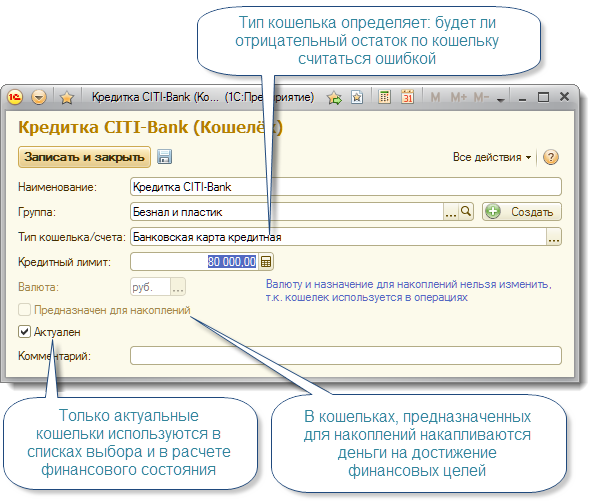 Тип кошелька определяет: будет ли
отрицательный остаток по кошельку
считаться ошибкой
1С Кредитка CITI-Bank (Ко... (1С:Предприятие) 31 M M+ M-
Кредитка CITI-Bank (Кошелёк)
Записать и закрыть Все действия ?
Наименование: Кредитка CITI-Bank
Группа: Безнал и пластик ... Создать
Тип кошелька/счета: Банковская карта кредитная ...
Кредитный лимит: 80 000,00
Валюта: руб. ... Валюту и назначение для накоплений нельзя изменить,
т.к. кошелек используется в операциях
Предназначен для накоплений
Актуален
Комментарий:
Только актуальные
кошельки используются в
списках выбора и в расчете
финансового состояния
В кошельках, предназначенных
для накоплений накапливаются
деньги на достижение
финансовых целей